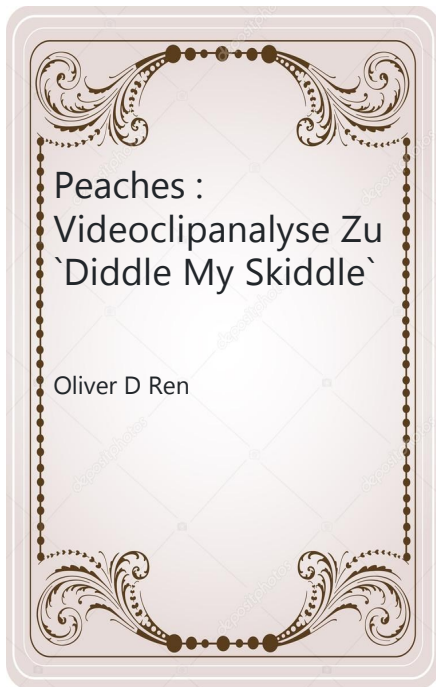 Peaches :
Videoclipanalyse Zu
`Diddle My Skiddle`
Oliver D Ren